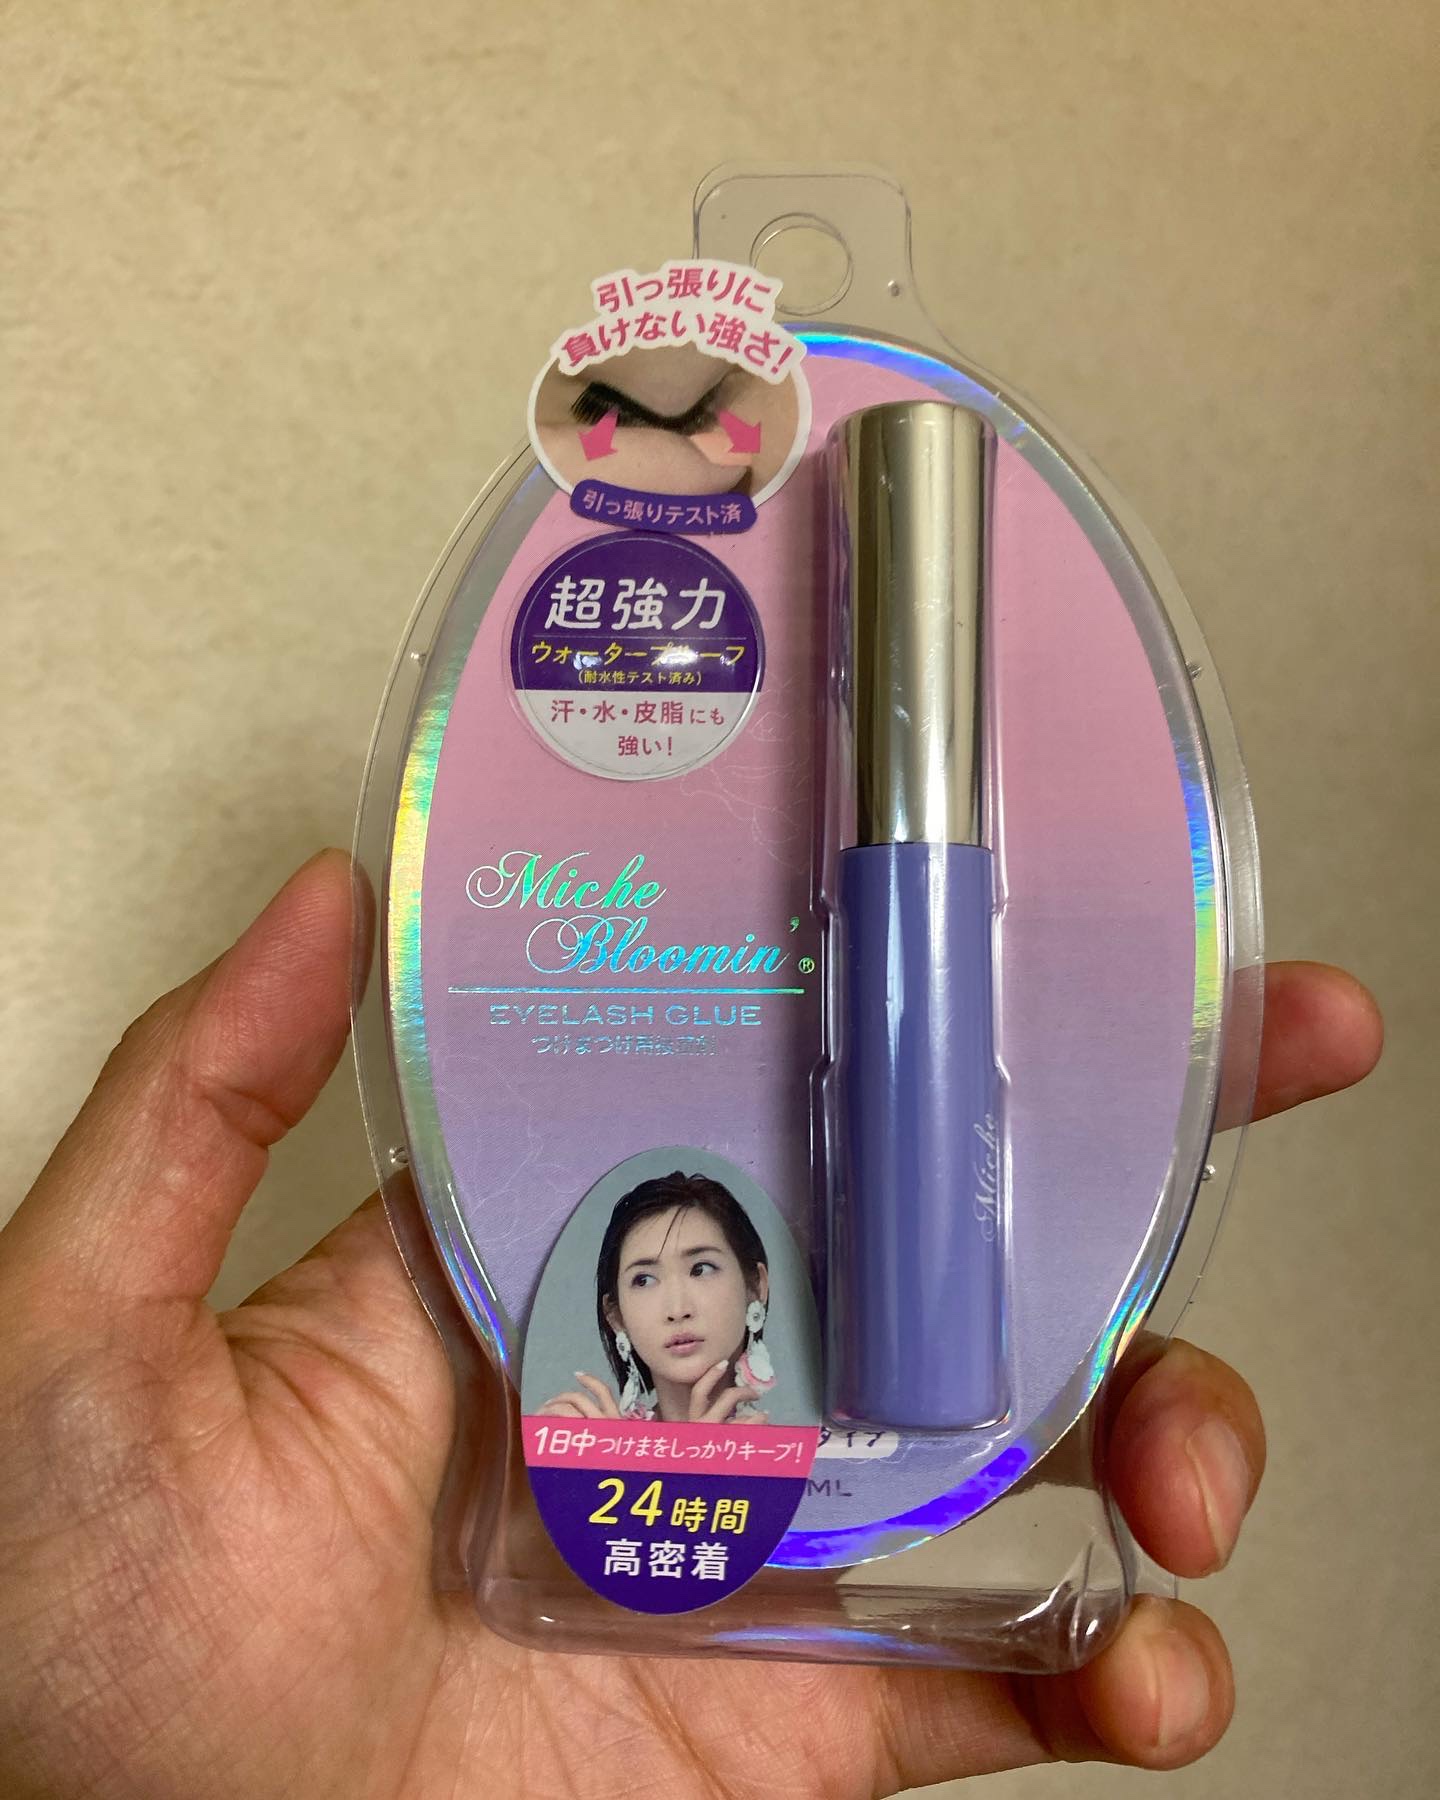 引っ張りに
負けない強さ!
引っ張りテスト済
超強力
ウォータープルーフ
(耐水性テスト済み)
汗・水・皮脂にも
強い!
Miche
Bloomin'®
EYELASH GLUE
つけまつげ用接着剤
Miche
1日中つけまをしっかりキープ!
24時間
高密着
タイプ
ML